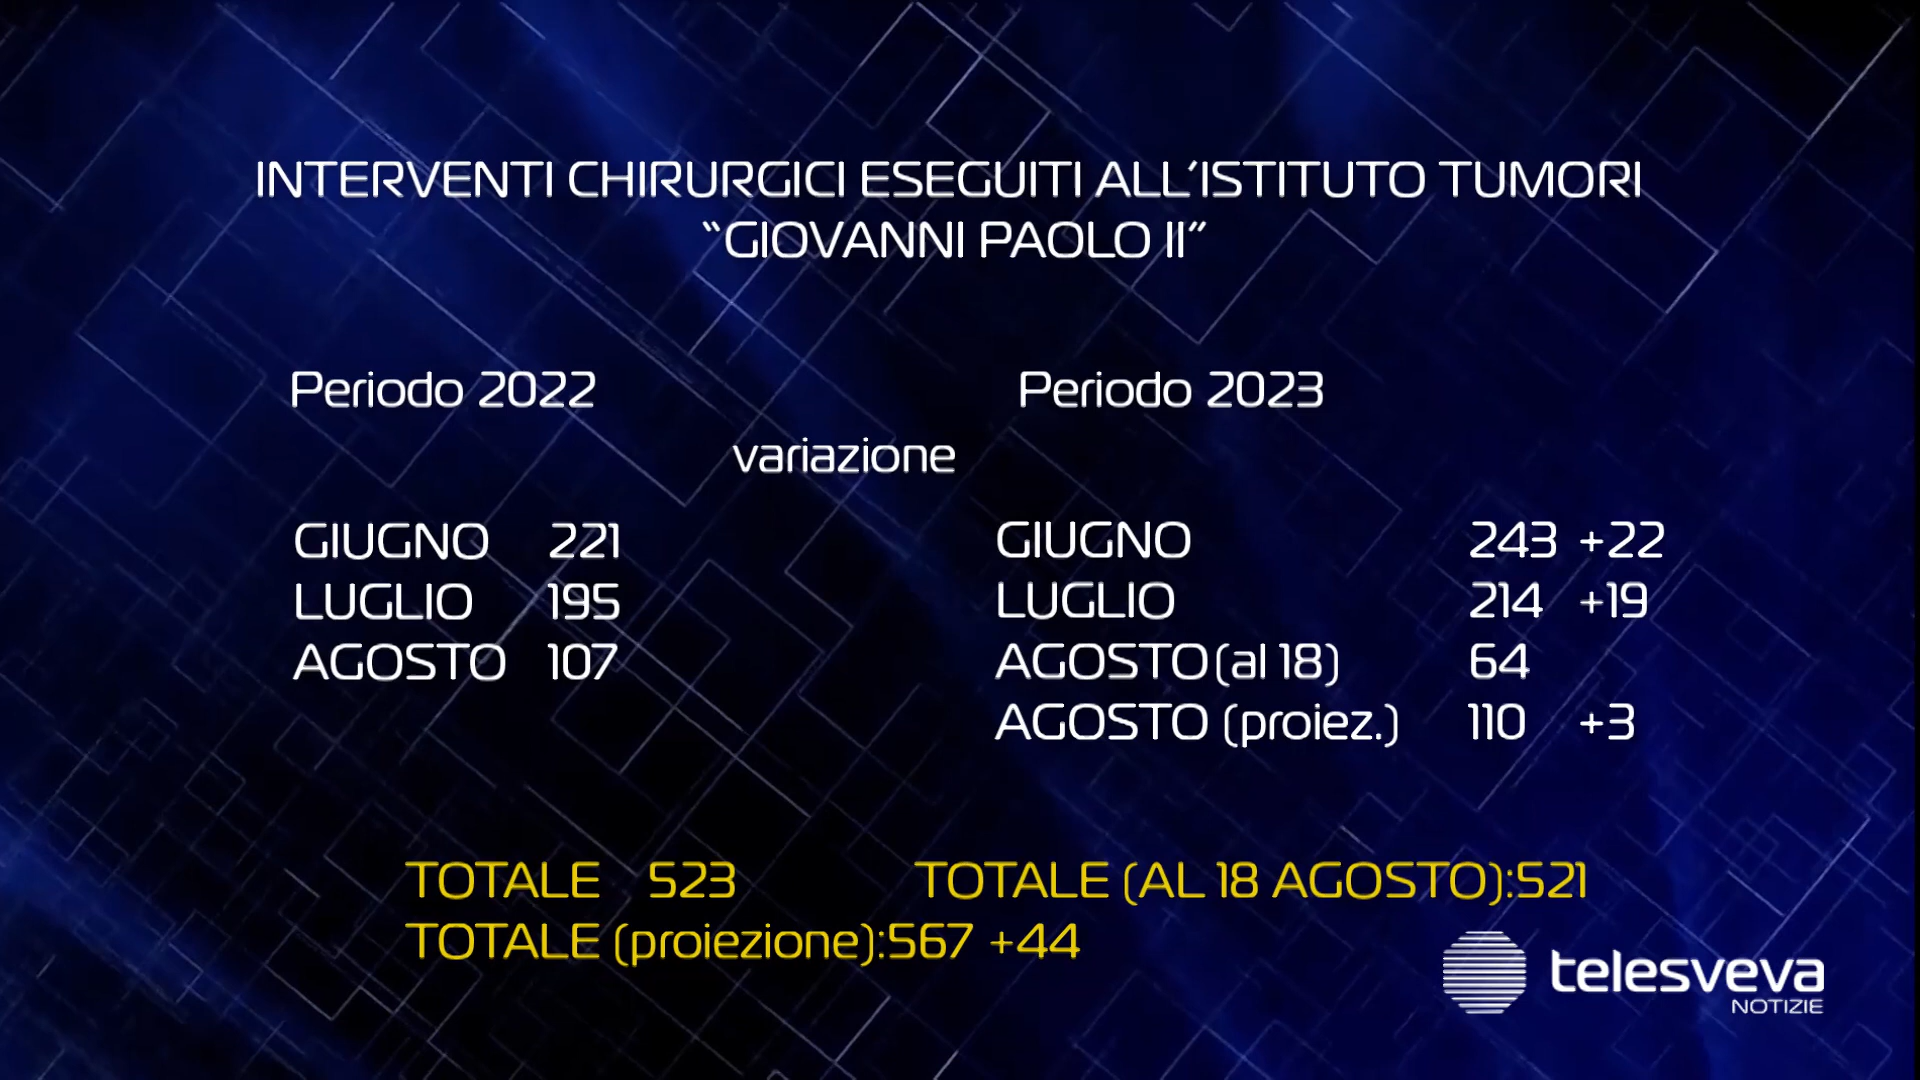 INTERVENTI CHIRURGICI ESEGUITI ALL'ISTITUTO TUMORI
"GIOVANNI PAOLO II"
Periodo 2022 Periodo 2023
variazione
GIUGNO 221 GIUGNO 243 +22
LUGLIO 195 LUGLIO 214 +19
AGOSTO 107 AGOSTO (al 18) 64
AGOSTO (proiez.) 110 +3
TOTALE 523 TOTALE (AL 18 AGOSTO):521
TOTALE (proiezione):567 +44
telesveva
NOTIZIE